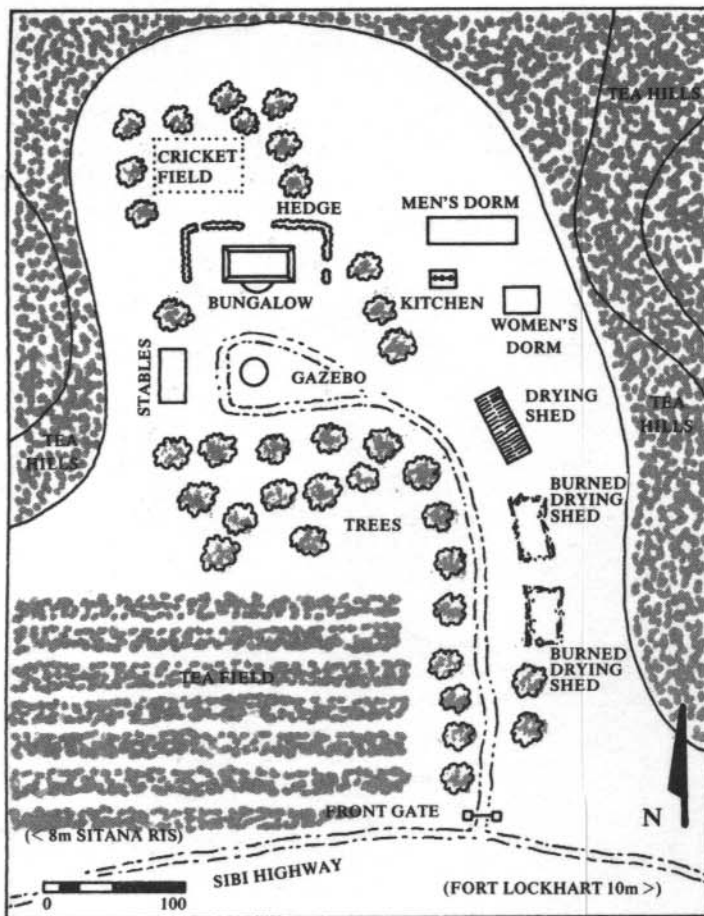 TEA HILLS
CRICKET
FIELD
HEDGE
MEN'S DORM
BUNGALOW
KITCHEN
WOMEN'S
DORM
STABLES
GAZEBO
DRYING
SHED
TEA
HILLS
TEA
HILLS
BURNED
DRYING
SHED
TREES
BURNED
DRYING
SHED
TEA FIELD
FRONT GATE
N
(< 8m SITANA RIS)
SIBI HIGHWAY
(FORT LOCKHART 10m >)
0 100